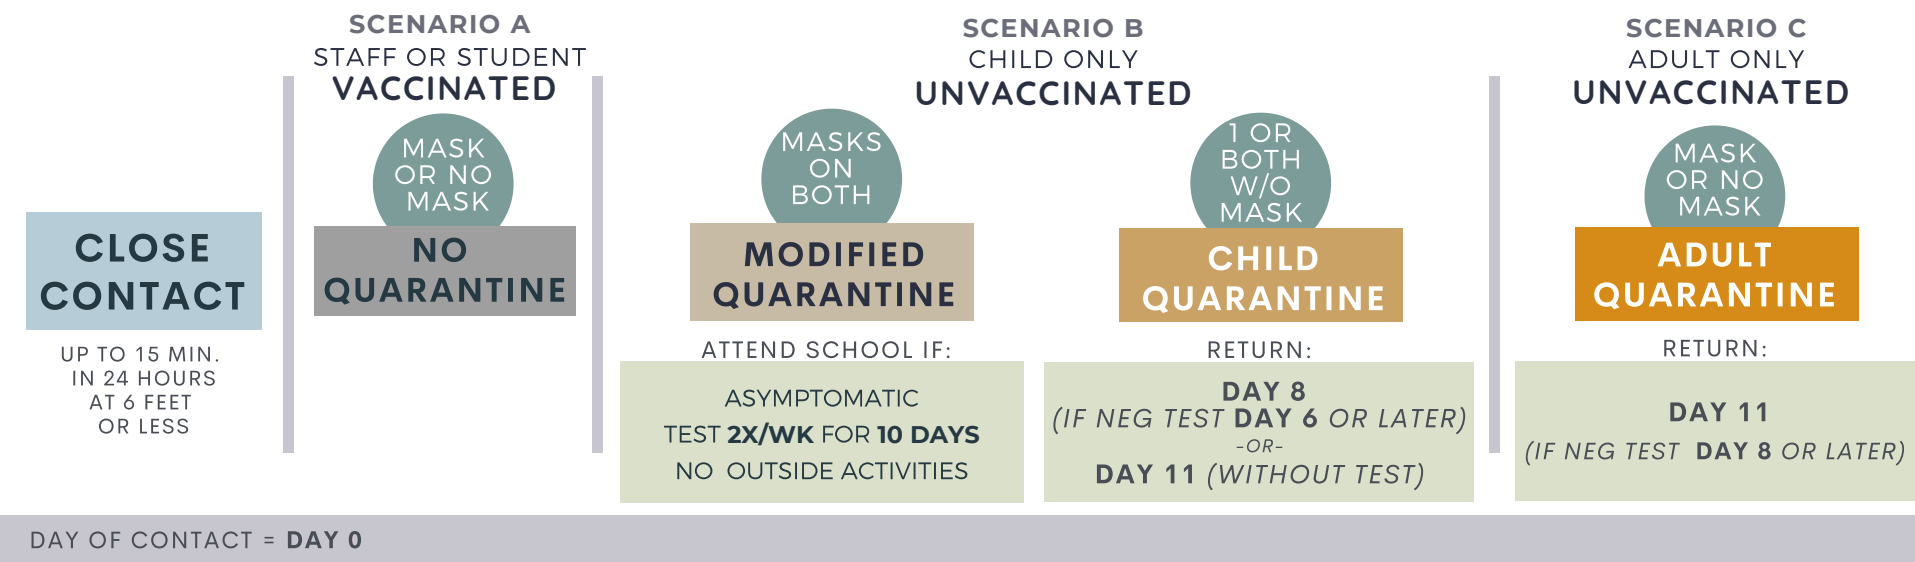 CLOSE
CONTACT
UP TO 15 MIN.
IN 24 HOURS
AT 6 FEET
OR LESS
SCENARIO A
STAFF OR STUDENT
VACCINATED
MASK
OR NO
MASK
NO
QUARANTINE
SCENARIO B
CHILD ONLY
UNVACCINATED
MASKS
ON
BOTH
MODIFIED
QUARANTINE
ATTEND SCHOOL IF:
ASYMPTOMATIC
TEST 2X/WK FOR 10 DAYS
NO OUTSIDE ACTIVITIES
1 OR
BOTH
W/O
MASK
CHILD
QUARANTINE
RETURN:
DAY 8
(IF NEG TEST DAY 6 OR LATER)
-OR-
DAY 11 (WITHOUT TEST)
SCENARIO C
ADULT ONLY
UNVACCINATED
MASK
OR NO
MASK
ADULT
QUARANTINE
RETURN:
DAY 11
(IF NEG TEST DAY 8 OR LATER)
DAY OF CONTACT = DAY 0